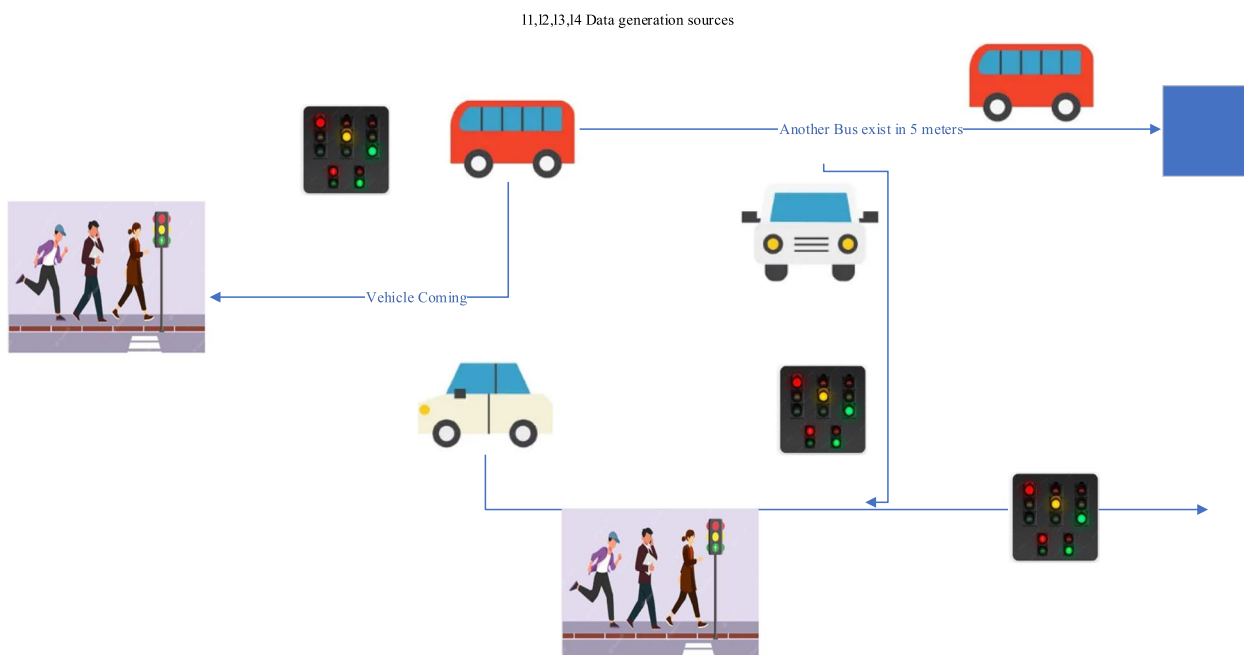 l1,l2,l3,l4 Data generation sources
Another Bus exist in 5 meters
Vehicle Coming